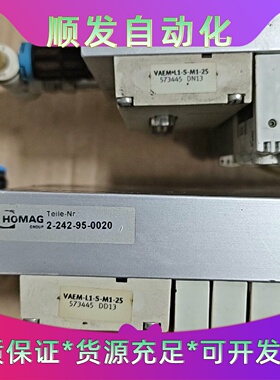 顺发自动化
VAEM-L1-S-M1-25
573445 DN13
HOMAG
GROUP
Teile-Nr
2-242-95-0020
VAEM-L1-S-M1-25
573445 DD13
质保证*货源充足*可开发